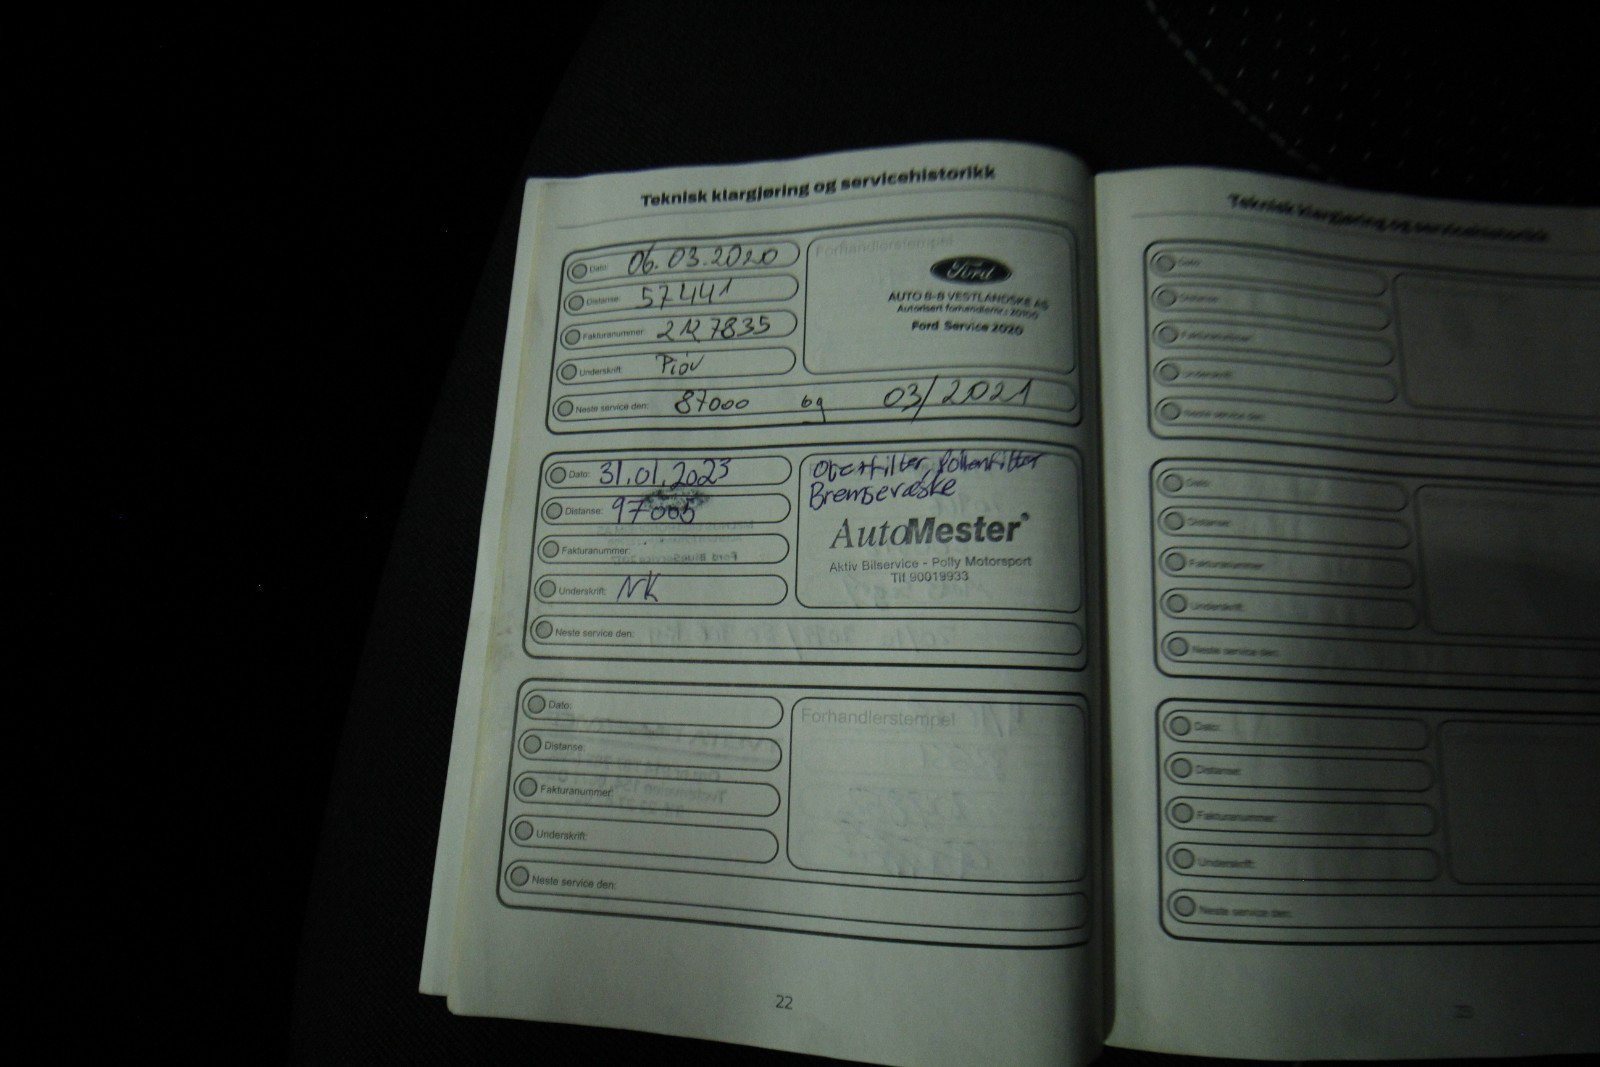 Teknisk klargjøring og servicehistorikk
Dato: 06.03.2020
Distanse: 57441
Fakturanummer: 2127835
Underskrift:
Neste service den: 87000 og 03/2021
Forhandlerstempel
Ford
AUTO 8-8 VESTLANDSKE AS
Autorisert forhandlernr.: 20100
Ford Service 2020
Dato: 31.01.2023
Distanse: 97005
Fakturanummer:
Underskrift: NK
Neste service den:
Oljefilter Pollenfilter
Bremsevæske
AutoMester
Aktiv Bilservice - Polly Motorsport
Tlf 90019933
Dato:
Distanse:
Fakturanummer:
Underskrift:
Neste service den:
Forhandlerstempel
22
Teknisk klargjøring og servicehistorikk
Dato:
Distanse:
Fakturanummer:
Underskrift:
Neste service den:
Dato:
Distanse:
Fakturanummer:
Underskrift:
Neste service den:
Dato:
Distanse:
Fakturanummer:
Underskrift:
Neste service den: